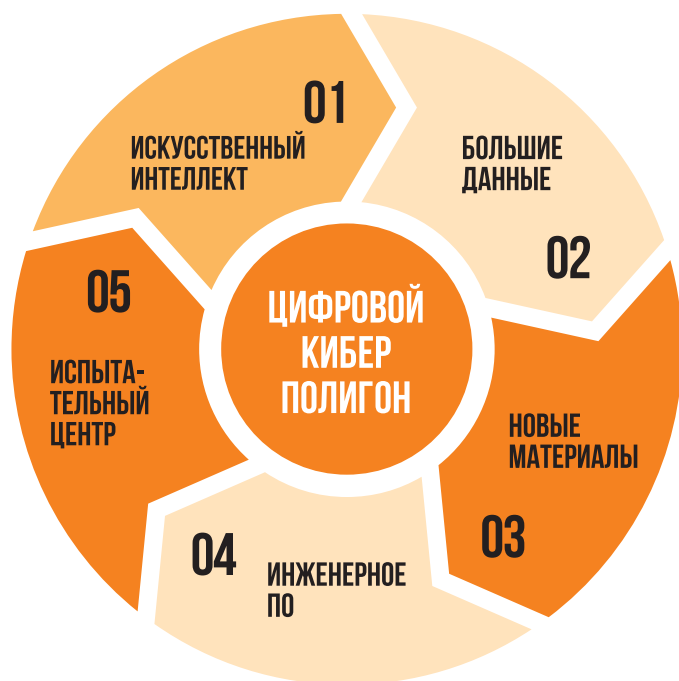 01
ИСКУССТВЕННЫЙ
ИНТЕЛЛЕКТ
БОЛЬШИЕ
ДАННЫЕ
02
НОВЫЕ
МАТЕРИАЛЫ
03
04
ИНЖЕНЕРНОЕ
ПО
05
ИСПЫТА-
ТЕЛЬНЫЙ
ЦЕНТР
ЦИФРОВОЙ
КИБЕР
ПОЛИГОН